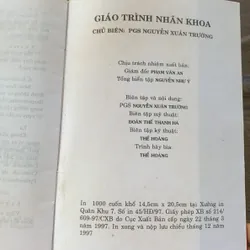 GIÁO TRÌNH NHÃN KHOA
CHỦ BIÊN: PGS NGUYỄN XUÂN TRƯỜNG
Chịu trách nhiệm xuất bản:
Giám đốc PHẠM VĂN AN
Tổng biên tập NGUYỄN NHƯ Ý
Biên tập và nội dung:
PGS NGUYỄN XUÂN TRƯỜNG
Biên tập mỹ thuật:
ĐOÀN THẾ THANH HÀ
Biên tập kỹ thuật:
THẾ HOÀNG
Trình bày bìa
THẾ HOÀNG
In 1000 cuốn khổ 14,5cm x 20,5cm tại Xưởng in
Quân Khu 7, Số in 45/HĐ/97. Giấy phép XB số 214/
609-97/CXB do Cục Xuất Bản cấp ngày 22 tháng 5
năm 1997. In xong và nộp lưu chiểu tháng 12 năm
1997